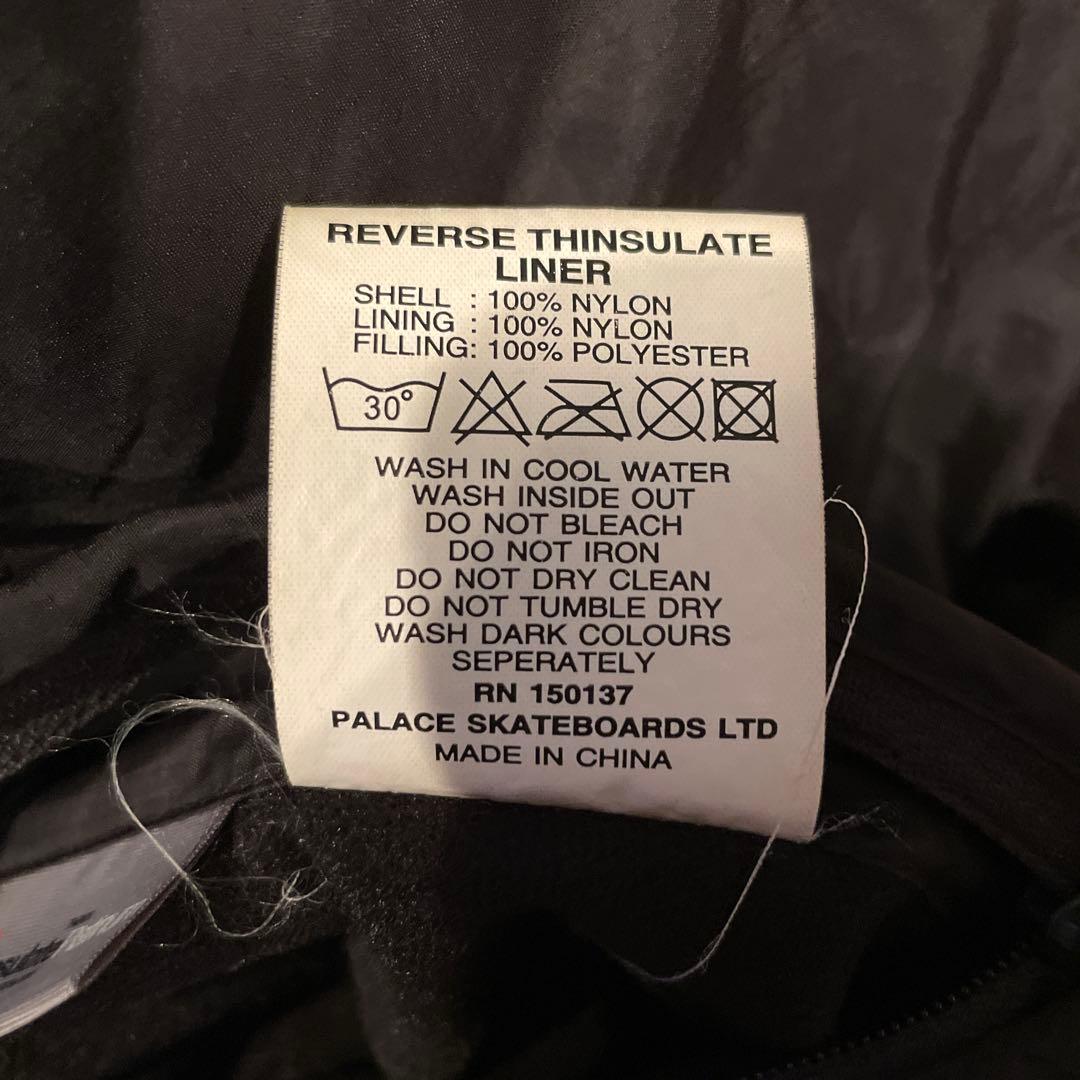 REVERSE THINSULATE
LINER
SHELL : 100% NYLON
LINING : 100% NYLON
FILLING: 100% POLYESTER
30°
WASH IN COOL WATER
WASH INSIDE OUT
DO NOT BLEACH
DO NOT IRON
DO NOT DRY CLEAN
DO NOT TUMBLE DRY
WASH DARK COLOURS
SEPERATELY
RN 150137
PALACE SKATEBOARDS LTD
MADE IN CHINA